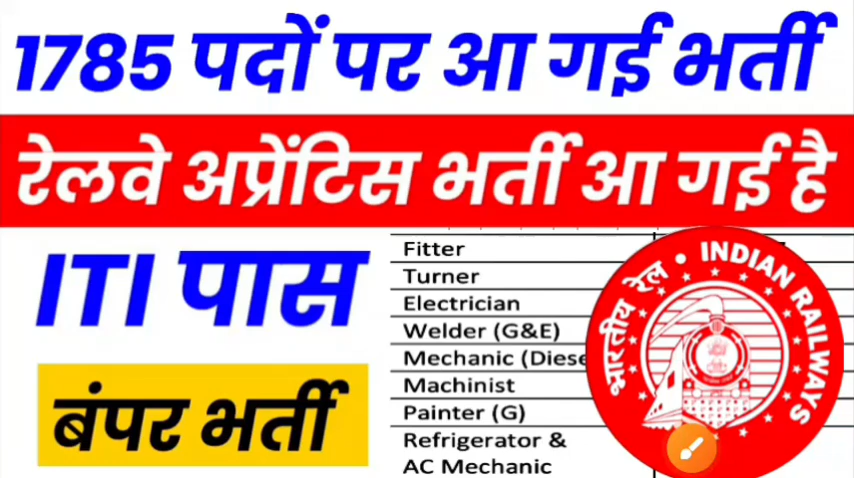 1785 पदों पर आ गई भर्ती
रेलवे अप्रेंटिस भर्ती आ गई है
ITI पास
बंपर भर्ती
Fitter
Turner
Electrician
Welder (G&E)
Mechanic (Diese
Machinist
Painter (G)
Refrigerator &
AC Mechanic
भारतीय रेल • INDIAN RAILWAYS